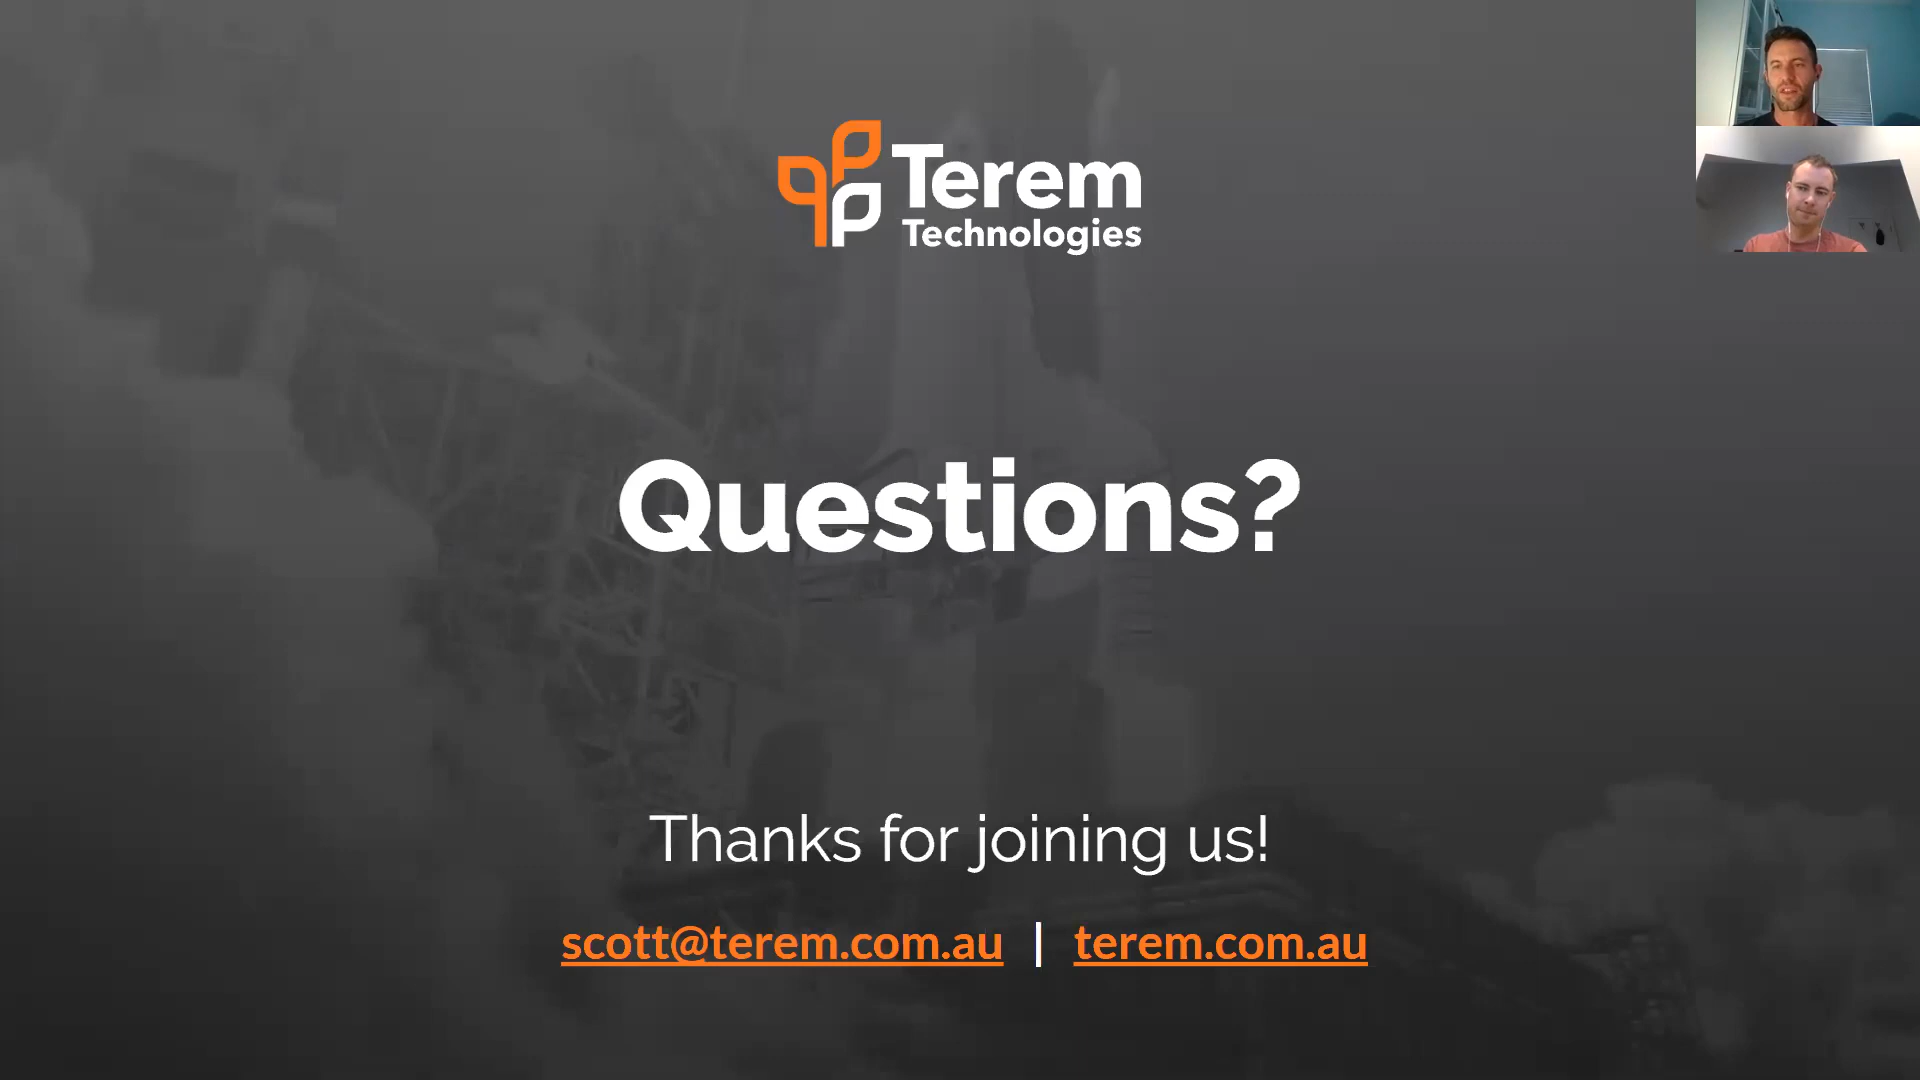 Terem
Technologies
Questions?
Thanks for joining us!
scott@terem.com.au | terem.com.au